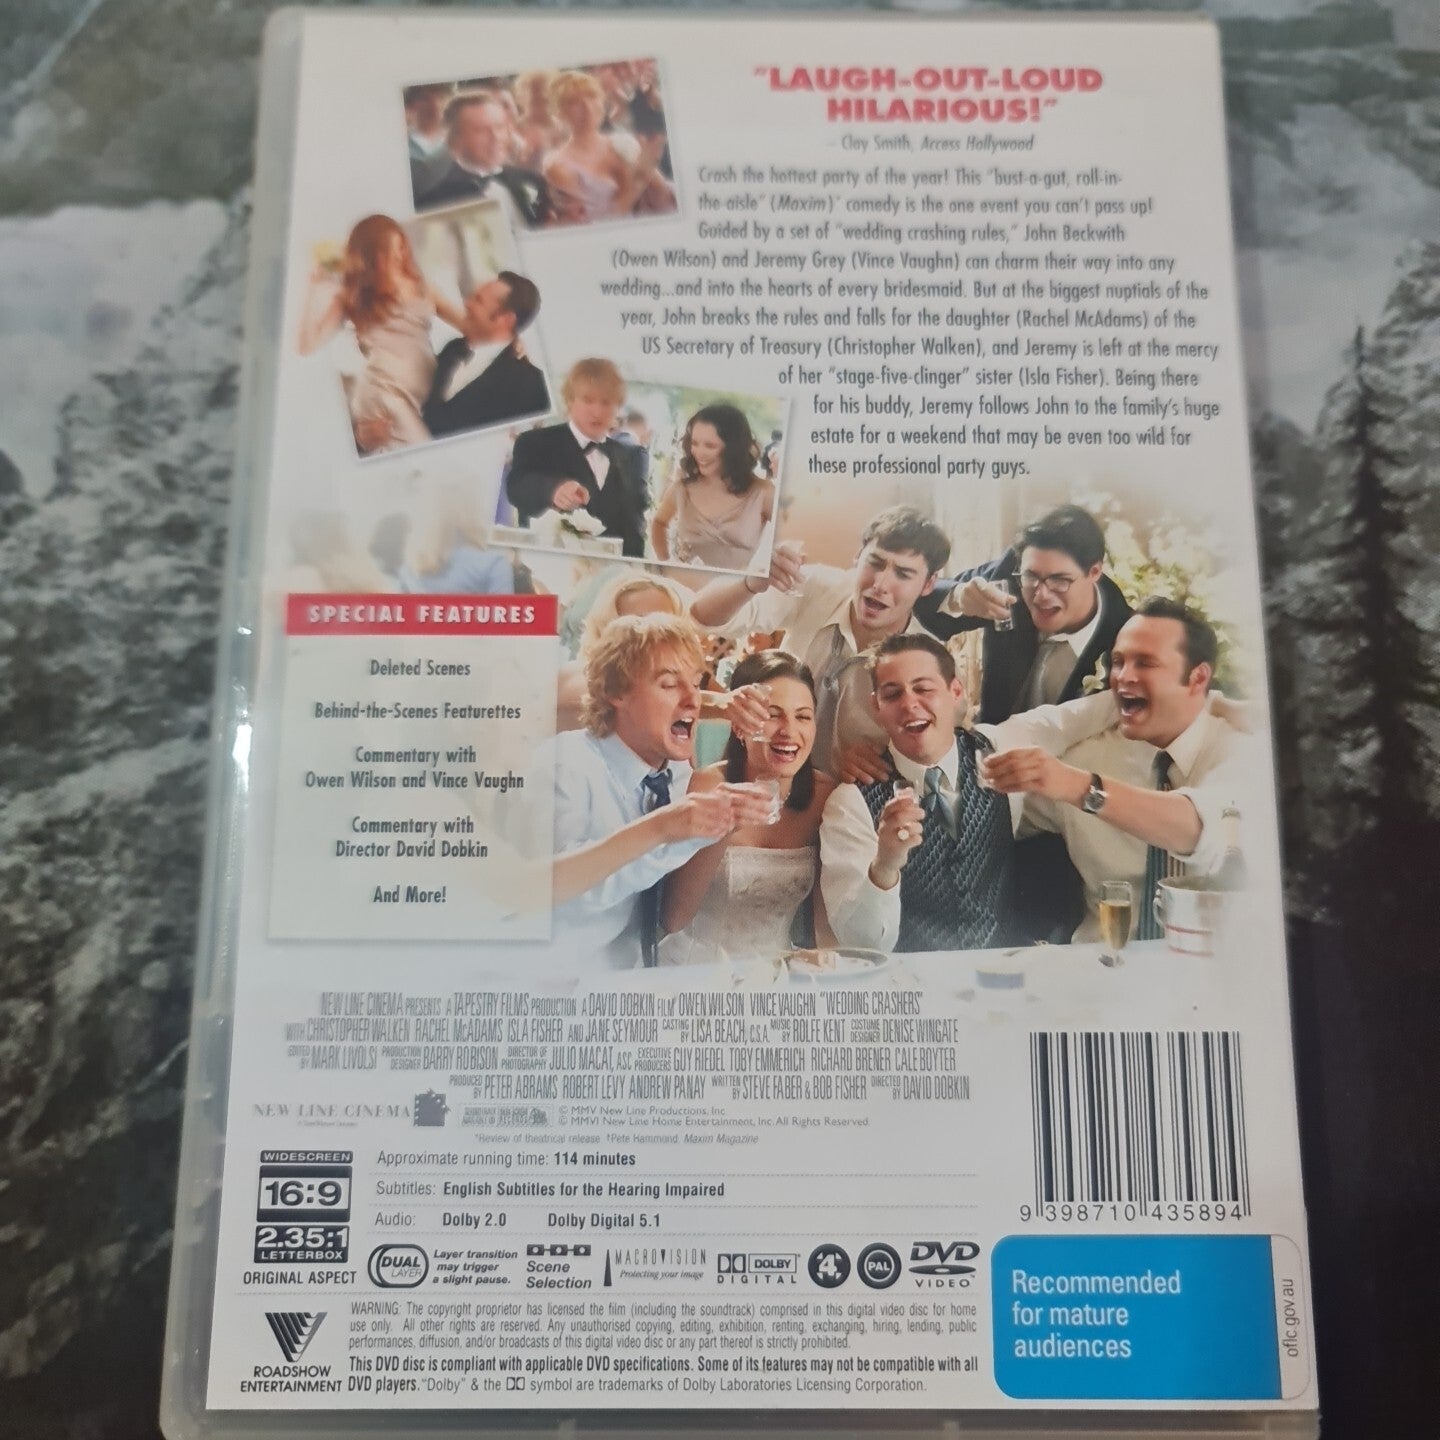 "LAUGH-OUT-LOUD
HILARIOUS!"
- Clay Smith, Access Hollywood
Crash the hottest party of the year! This "bust-a-gut, roll-in-
the-aisle" (Maxim)† comedy is the one event you can't pass up!
Guided by a set of "wedding crashing rules," John Beckwith
(Owen Wilson) and Jeremy Grey (Vince Vaughn) can charm their way into any
wedding...and into the hearts of every bridesmaid. But at the biggest nuptials of the
year, John breaks the rules and falls for the daughter (Rachel McAdams) of the
US Secretary of Treasury (Christopher Walken), and Jeremy is left at the mercy
of her "stage-five-clinger" sister (Isla Fisher). Being there
for his buddy, Jeremy follows John to the family's huge
estate for a weekend that may be even too wild for
these professional party guys.
SPECIAL FEATURES
Deleted Scenes
Behind-the-Scenes Featurettes
Commentary with
Owen Wilson and Vince Vaughn
Commentary with
Director David Dobkin
And More!
NEW LINE CINEMA PRESENTS A TAPESTRY FILMS PRODUCTION A DAVID DOBKIN FILM OWEN WILSON VINCE VAUGHN "WEDDING CRASHERS"
WITH CHRISTOPHER WALKEN RACHEL McADAMS ISLA FISHER AND JANE SEYMOUR CASTING BY LISA BEACH, C.S.A. MUSIC BY ROLFE KENT COSTUME DESIGNER DENISE WINGATE
EDITED BY MARK LIVOLSI PRODUCTION DESIGNER BARRY ROBISON DIRECTOR OF PHOTOGRAPHY JULIO MACAT, ASC EXECUTIVE PRODUCERS GUY RIEDEL TOBY EMMERICH RICHARD BRENER CALE BOYTER
PRODUCED BY PETER ABRAMS ROBERT LEVY ANDREW PANAY WRITTEN BY STEVE FABER & BOB FISHER DIRECTED BY DAVID DOBKIN
NEW LINE CINEMA
© MMV New Line Productions, Inc
© MMVI New Line Home Entertainment, Inc. All Rights Reserved.
*Review of theatrical release †Pete Hammond, Maxim Magazine
WIDESCREEN
16:9
2.35:1
LETTERBOX
ORIGINAL ASPECT
Approximate running time: 114 minutes
Subtitles: English Subtitles for the Hearing Impaired
Audio: Dolby 2.0 Dolby Digital 5.1
DUAL
LAYER
Layer transition
may trigger
a slight pause.
Scene
Selection
MACROVISION
Protecting your image
DOLBY
DIGITAL
4
PAL
DVD
VIDEO
9 398710 435894
Recommended
for mature
audiences
oflc.gov.au
ROADSHOW
ENTERTAINMENT
WARNING: The copyright proprietor has licensed the film (including the soundtrack) comprised in this digital video disc for home
use only. All other rights are reserved. Any unauthorised copying, editing, exhibition, renting, exchanging, hiring, lending, public
performances, diffusion, and/or broadcasts of this digital video disc or any part thereof is strictly prohibited.
This DVD disc is compliant with applicable DVD specifications. Some of its features may not be compatible with all
DVD players. "Dolby" & the DD symbol are trademarks of Dolby Laboratories Licensing Corporation.